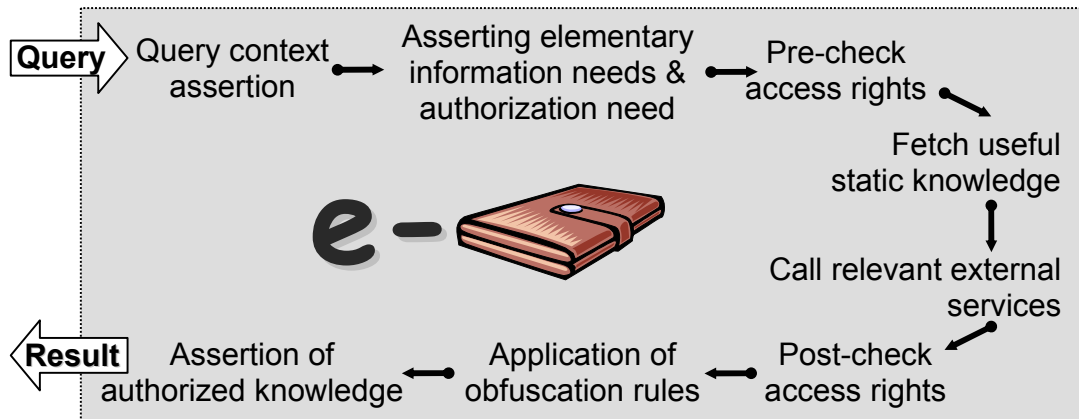 Query
Query context
assertion
Asserting elementary
information needs &
authorization need
Pre-check
access rights
Fetch useful
static knowledge
Call relevant external
services
Post-check
access rights
Application of
obfuscation rules
Assertion of
authorized knowledge
Result
e-